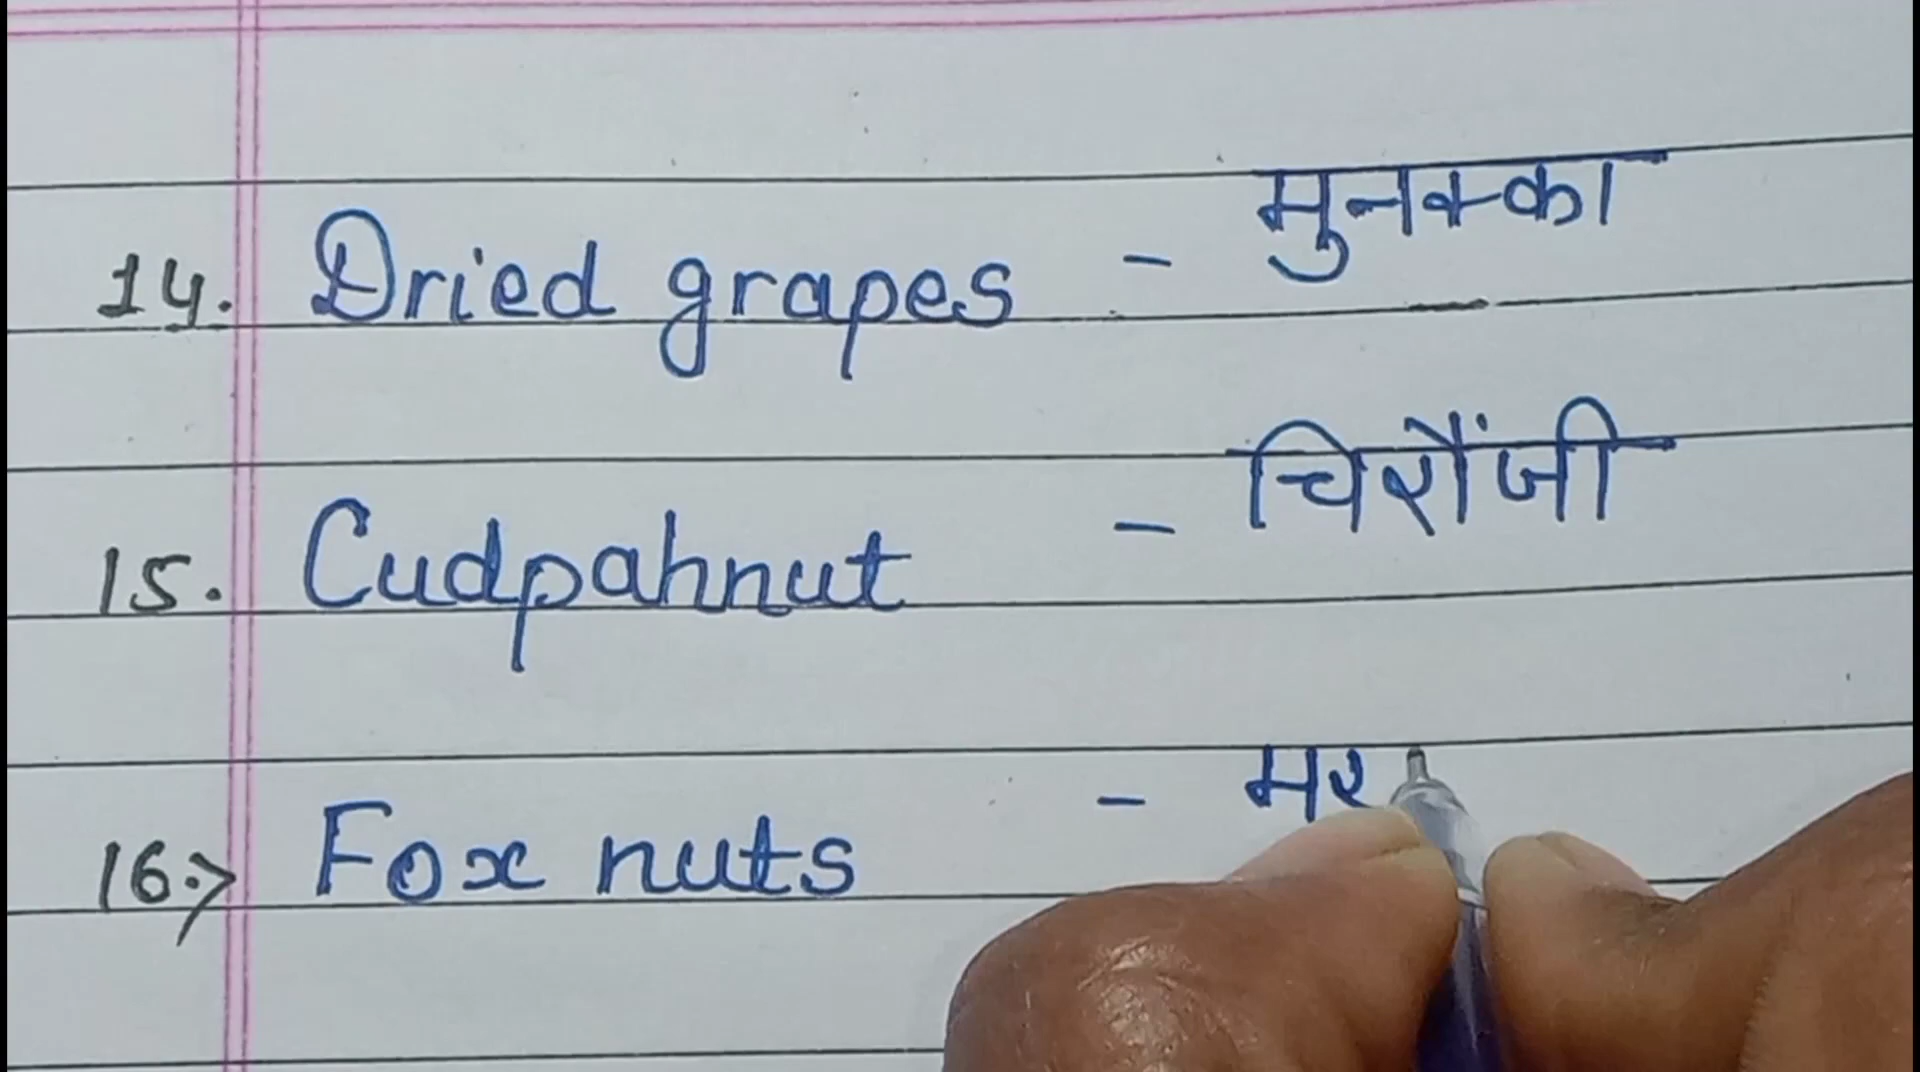 14. Dried grapes - मुनक्का
15. Cudpahnut - चिरौंजी
16.> Fox nuts -